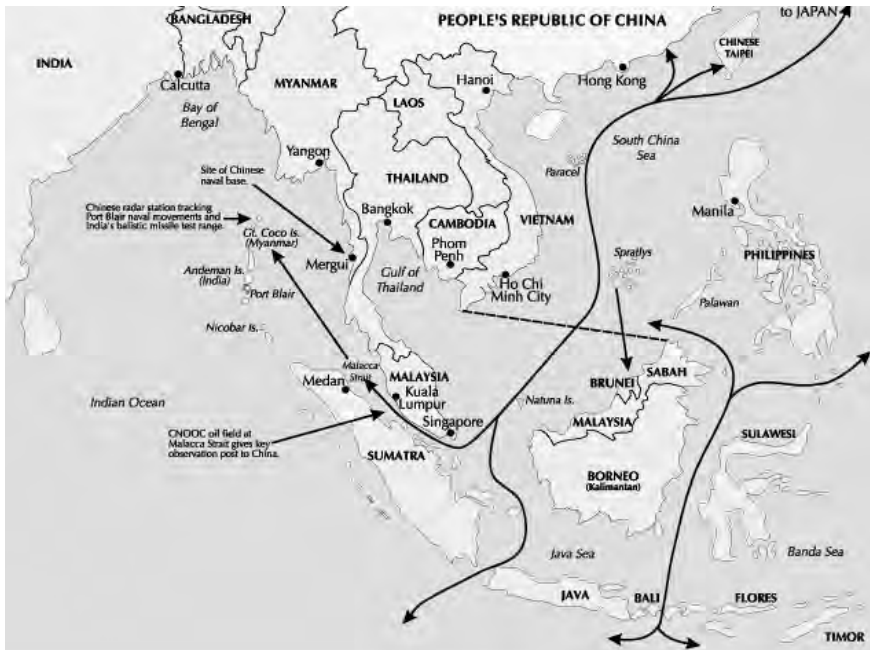 BANGLADESH
PEOPLE'S REPUBLIC OF CHINA
to JAPAN
INDIA
CHINESE
TAIPEI
Calcutta
MYANMAR
Hanoi
Hong Kong
LAOS
Bay of
Bengal
South China
Sea
Yangon
Site of Chinese
naval base.
Paracel
THAILAND
Chinese radar station tracking
Port Blair naval movements and
India's ballistic missile test range.
Bangkok
CAMBODIA
VIETNAM
Manila
Gt. Coco Is.
(Myanmar)
Phom
Penh
Mergui
Spratlys
PHILIPPINES
Andeman Is.
(India)
Gulf of
Thailand
Ho Chi
Minh City
Port Blair
Palawan
Nicobar Is.
Malacca
Strait
MALAYSIA
SABAH
Medan
BRUNEI
Kuala
Lumpur
Indian Ocean
Natuna Is.
Singapore
MALAYSIA
CNOOC oil field at
Malacca Strait gives key
observation post to China.
SULAWESI
SUMATRA
BORNEO
(Kalimantan)
Java Sea
Banda Sea
JAVA
BALI
FLORES
TIMOR